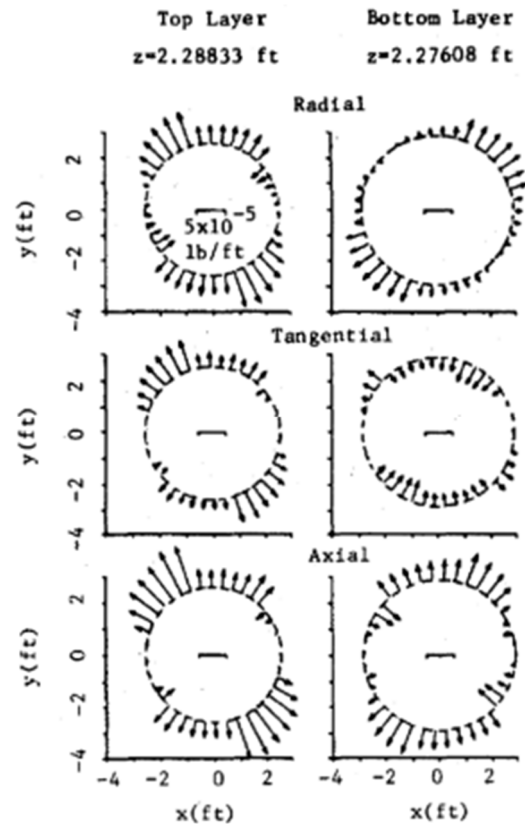 Top Layer Bottom Layer
z=2.28833 ft z=2.27608 ft
Radial
2
0
-2
-4
y(ft)
5x10^-5
lb/ft
Tangential
2
0
-2
-4
y(ft)
Axial
2
0
-2
-4
y(ft)
-4 -2 0 2 -4 -2 0 2
x(ft) x(ft)